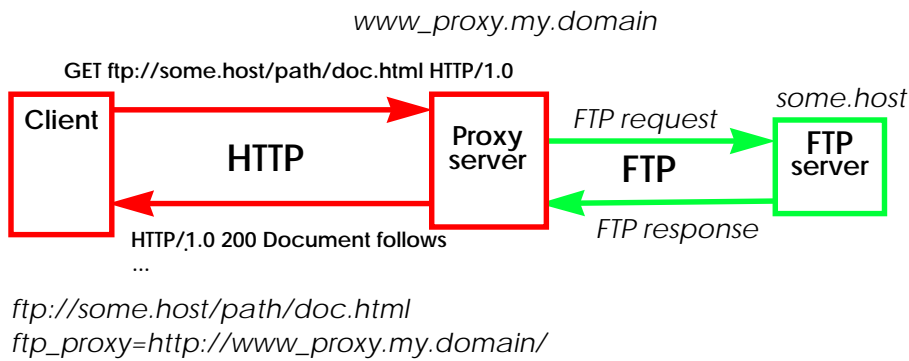 www_proxy.my.domain
GET ftp://some.host/path/doc.html HTTP/1.0
Client
HTTP
Proxy
server
some.host
FTP request
FTP
FTP
server
HTTP/1.0 200 Document follows
...
FTP response
ftp://some.host/path/doc.html
ftp_proxy=http://www_proxy.my.domain/